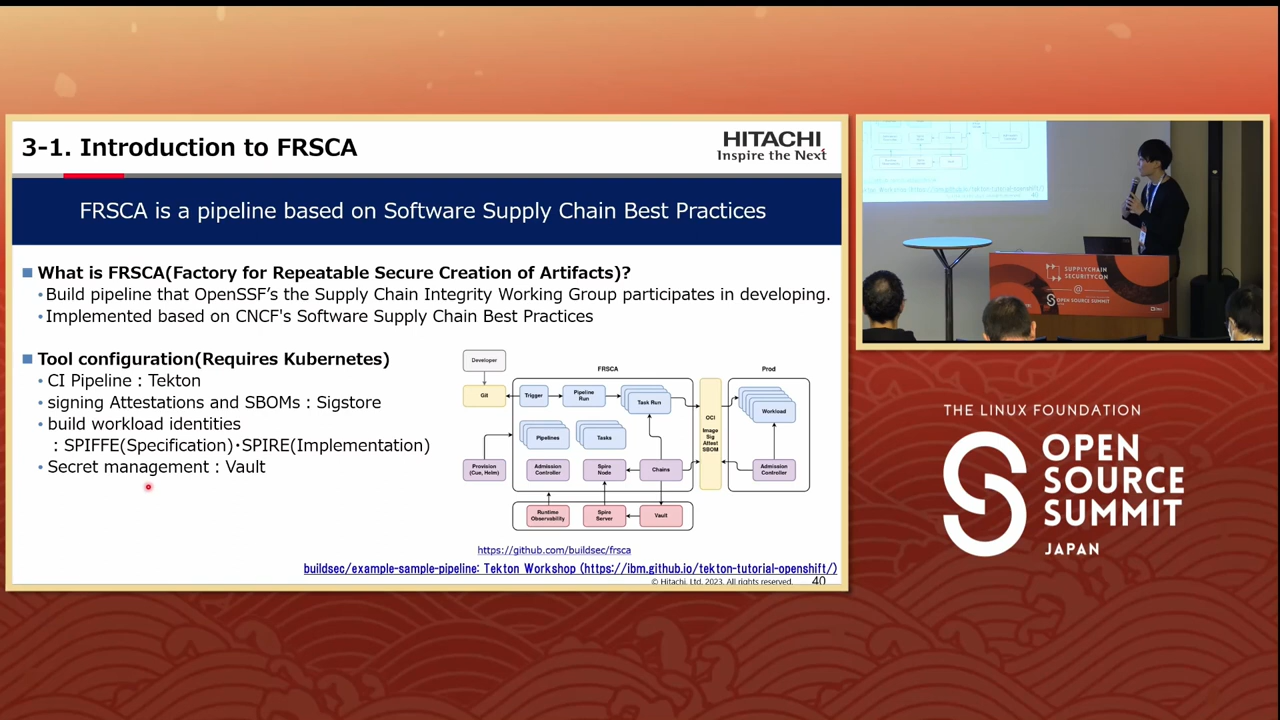 3-1. Introduction to FRSCA
HITACHI
Inspire the Next
FRSCA is a pipeline based on Software Supply Chain Best Practices
■ What is FRSCA(Factory for Repeatable Secure Creation of Artifacts)?
・Build pipeline that OpenSSF's the Supply Chain Integrity Working Group participates in developing.
・Implemented based on CNCF's Software Supply Chain Best Practices
■ Tool configuration(Requires Kubernetes)
・CI Pipeline : Tekton
・signing Attestations and SBOMs : Sigstore
・build workload identities
: SPIFFE(Specification)・SPIRE(Implementation)
・Secret management : Vault
Developer
FRSCA
Prod
Git
Trigger
Pipeline
Run
Task Run
Workload
OCI
Image
Sig
Attest
SBOM
Pipelines
Tasks
Provision
(Cue, Helm)
Admission
Controller
Spire
Node
Chains
Admission
Controller
Runtime
Observability
Spire
Server
Vault
https://github.com/buildsec/frsca
buildsec/example-sample-pipeline: Tekton Workshop (https://ibm.github.io/tekton-tutorial-openshift/)
© Hitachi, Ltd. 2023. All rights reserved.
40
SUPPLYCHAIN
SECURITYCON
@
OPEN SOURCE SUMMIT
THE LINUX FOUNDATION
OPEN
SOURCE
SUMMIT
JAPAN